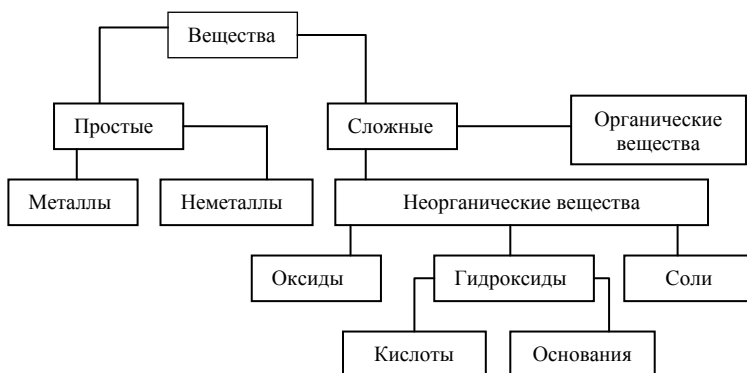 Вещества
Простые
Сложные
Органические
вещества
Металлы
Неметаллы
Неорганические вещества
Оксиды
Гидроксиды
Соли
Кислоты
Основания